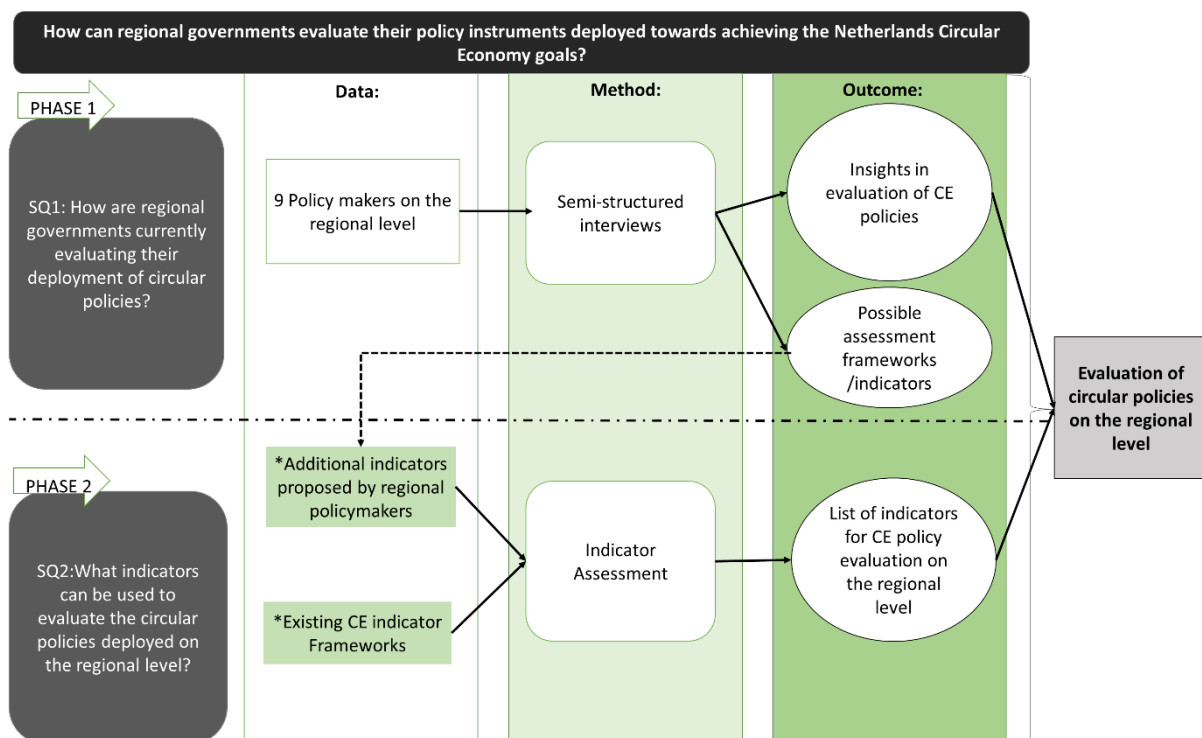 How can regional governments evaluate their policy instruments deployed towards achieving the Netherlands Circular
Economy goals?
PHASE 1
Data:
Method:
Outcome:
SQ1: How are regional
governments currently
evaluating their
deployment of circular
policies?
9 Policy makers on the
regional level
Semi-structured
interviews
Insights in
evaluation of CE
policies
Possible
assessment
frameworks
/indicators
Evaluation of
circular policies
on the regional
level
PHASE 2
SQ2:What indicators
can be used to
evaluate the circular
policies deployed on
the regional level?
*Additional indicators
proposed by regional
policymakers
*Existing CE indicator
Frameworks
Indicator
Assessment
List of indicators
for CE policy
evaluation on
the regional
level